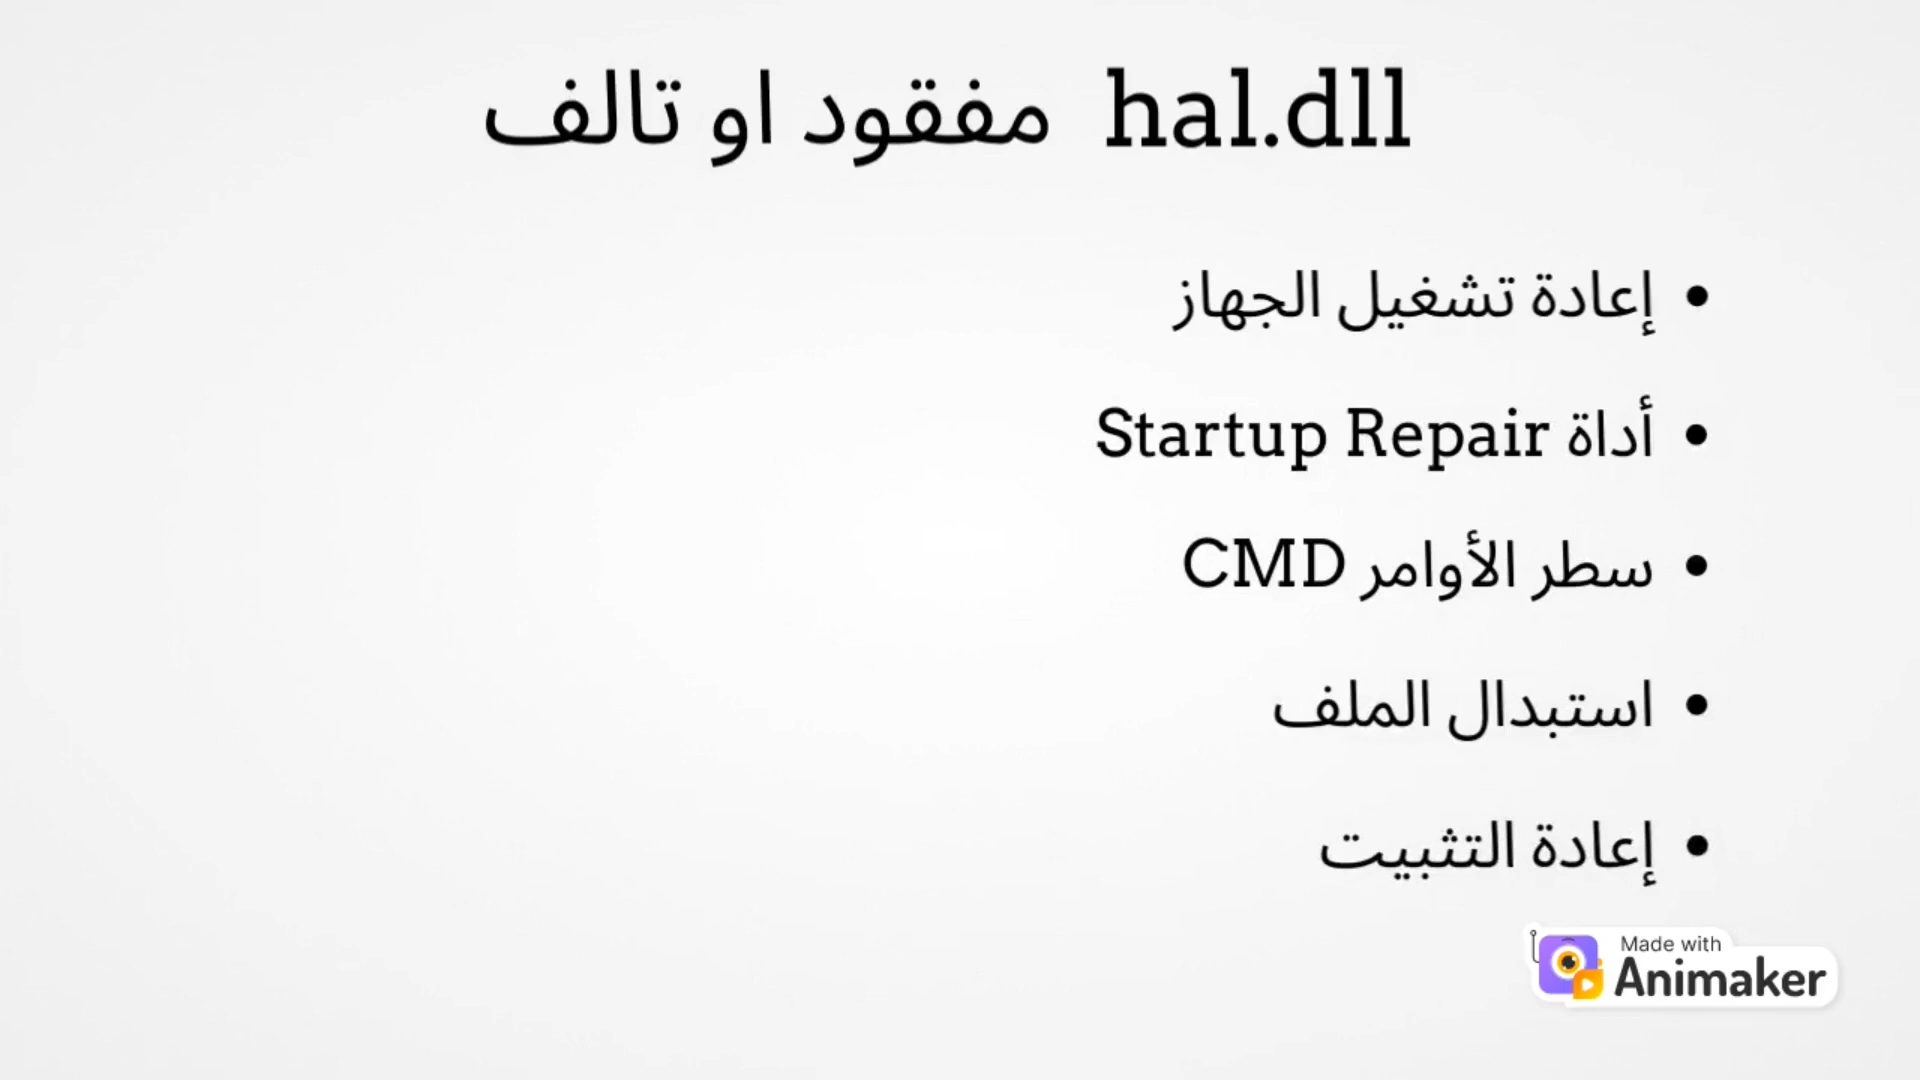 hal.dll مفقود او تالف
• إعادة تشغيل الجهاز
• أداة Startup Repair
• سطر الأوامر CMD
• استبدال الملف
• إعادة التثبيت
Made with
Animaker